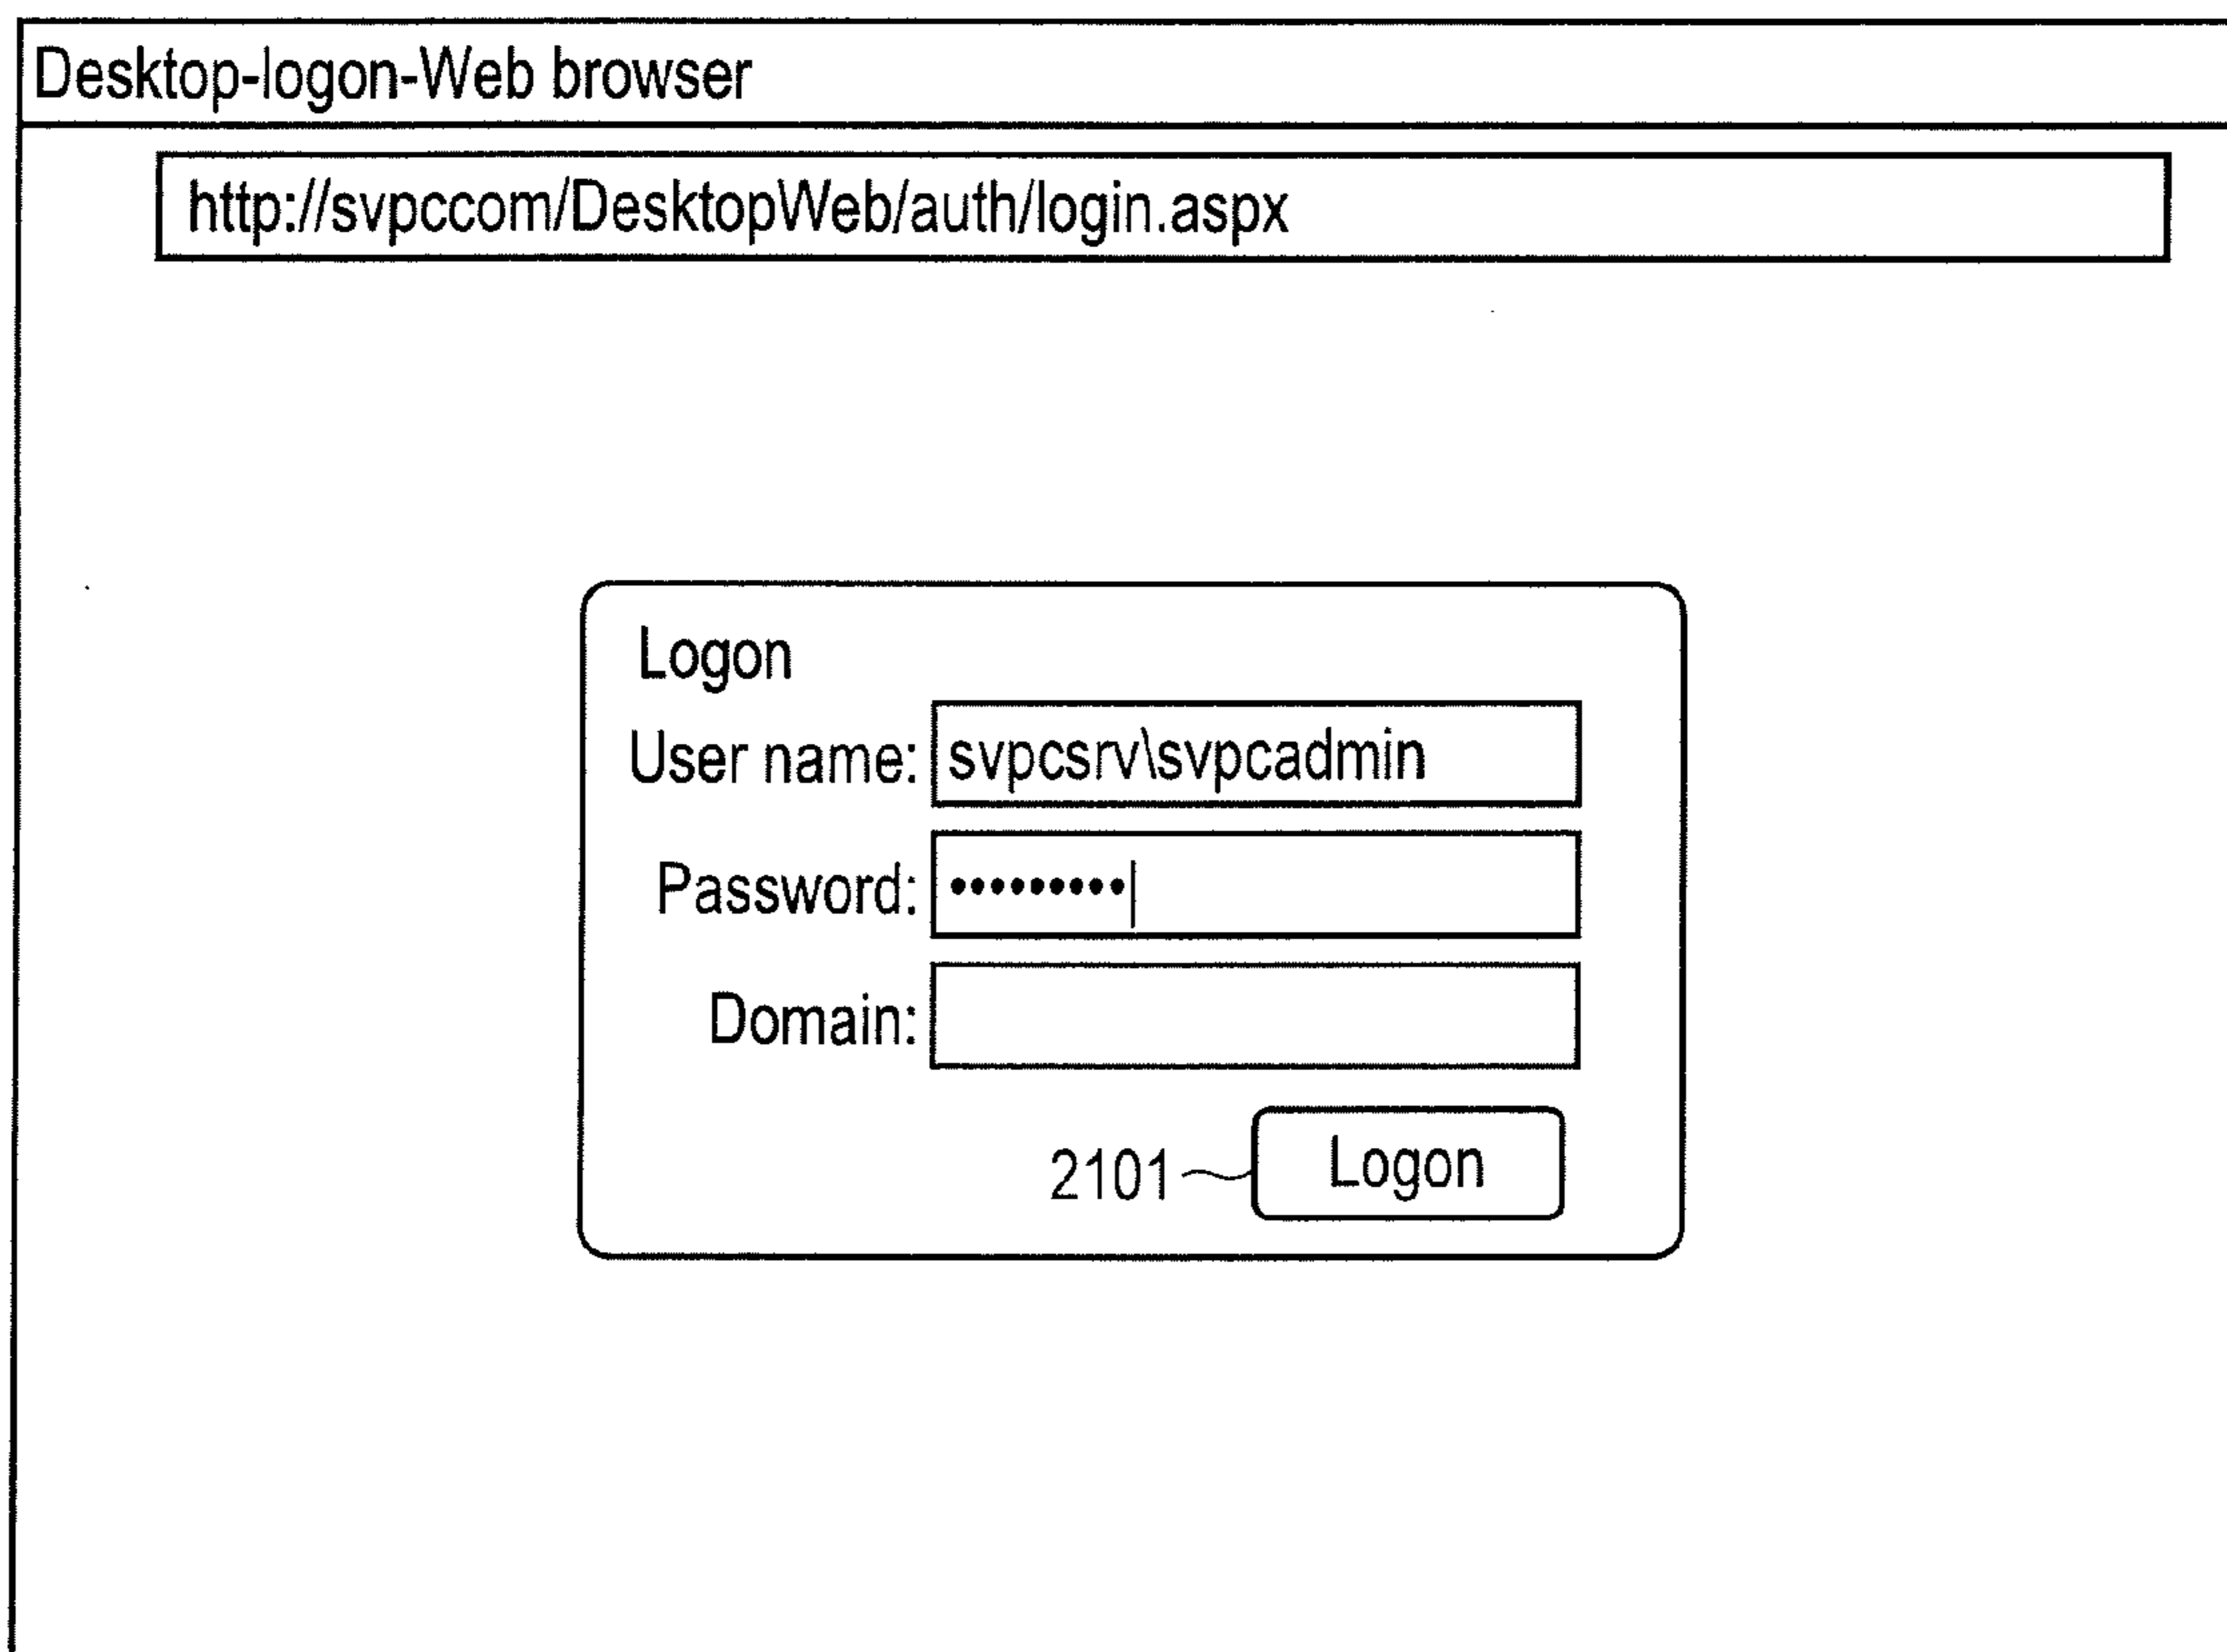 Desktop-logon-Web browser
http://svpccom/DesktopWeb/auth/login.aspx
Logon
User name: svpcsrv\svpcadmin
Password: •••••••••
Domain:
2101 Logon